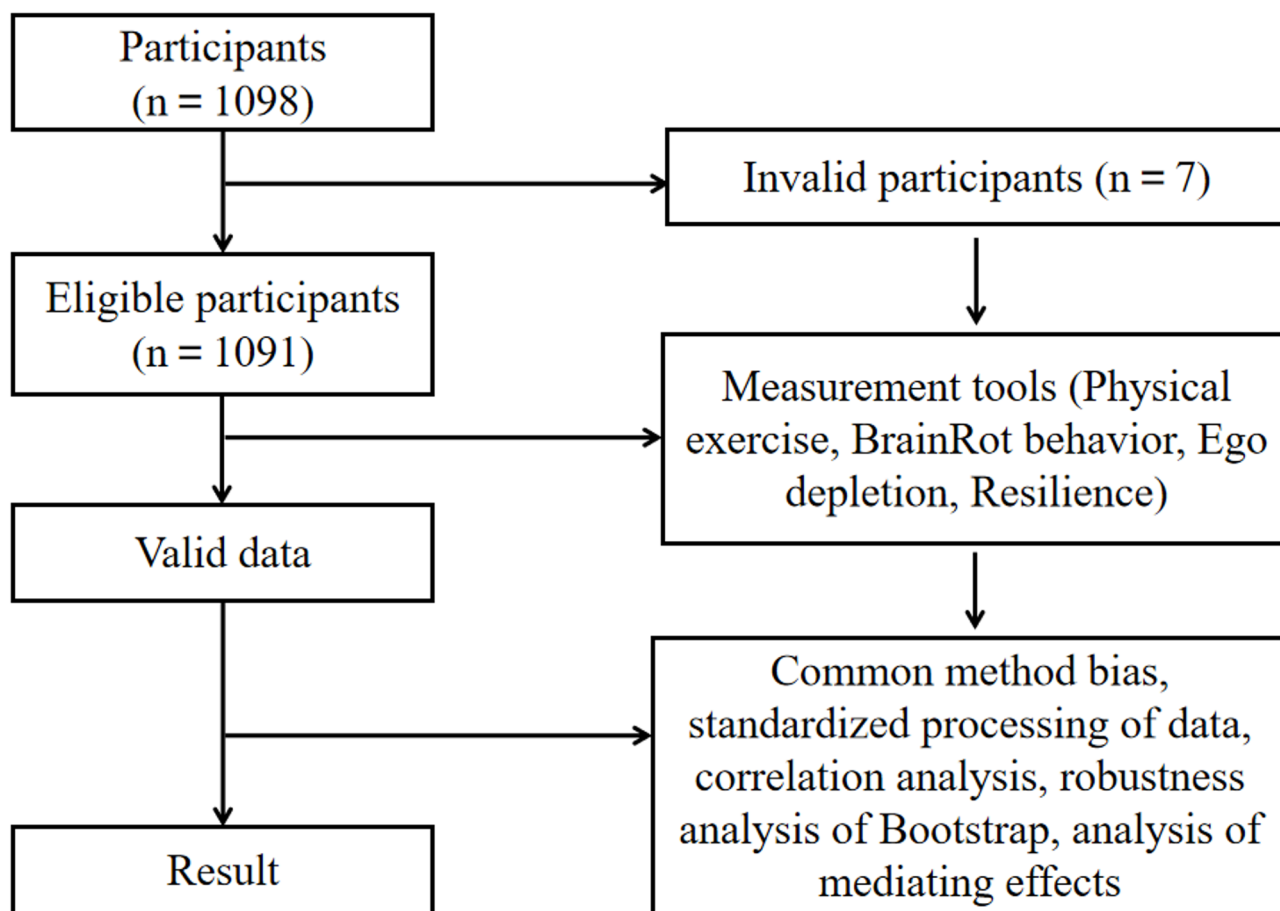 Participants
(n = 1098)
Invalid participants (n = 7)
Eligible participants
(n = 1091)
Measurement tools (Physical
exercise, BrainRot behavior, Ego
depletion, Resilience)
Valid data
Common method bias,
standardized processing of data,
correlation analysis, robustness
analysis of Bootstrap, analysis of
mediating effects
Result